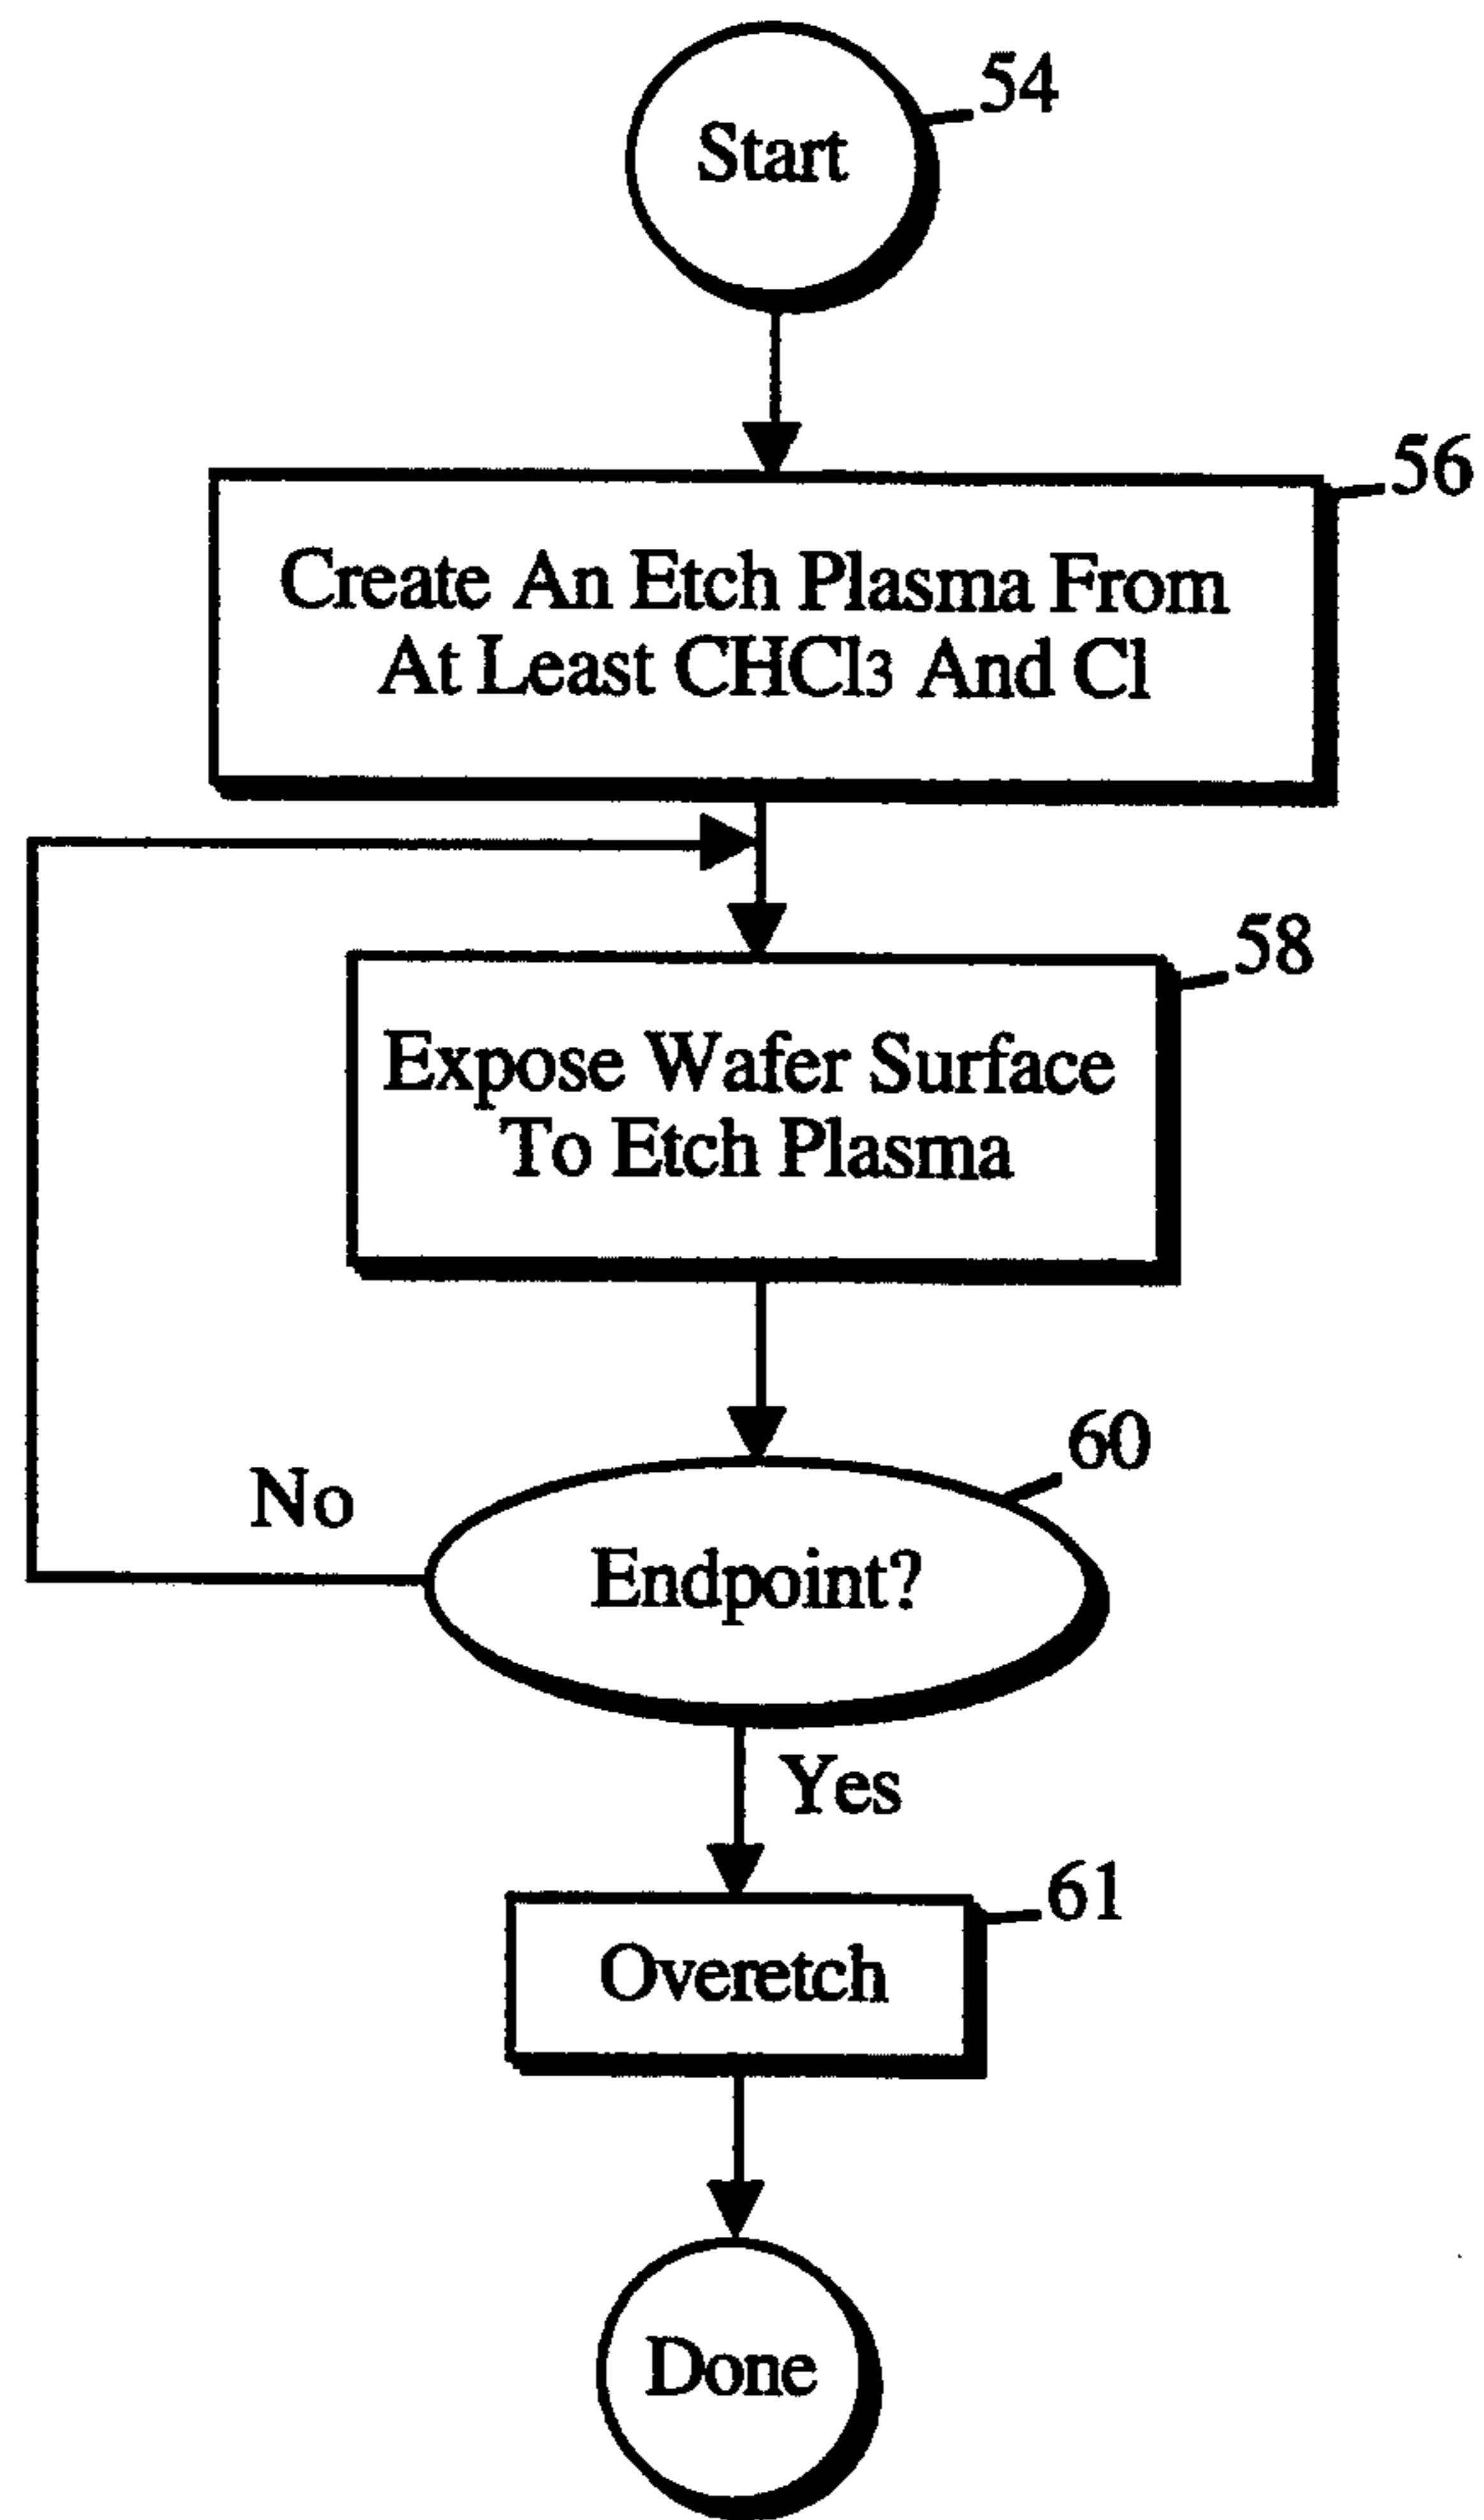 Start
54
56
Create An Etch Plasma From
At Least CHCl3 And Cl
58
Expose Wafer Surface
To Etch Plasma
60
No
Endpoint?
Yes
61
Overetch
Done